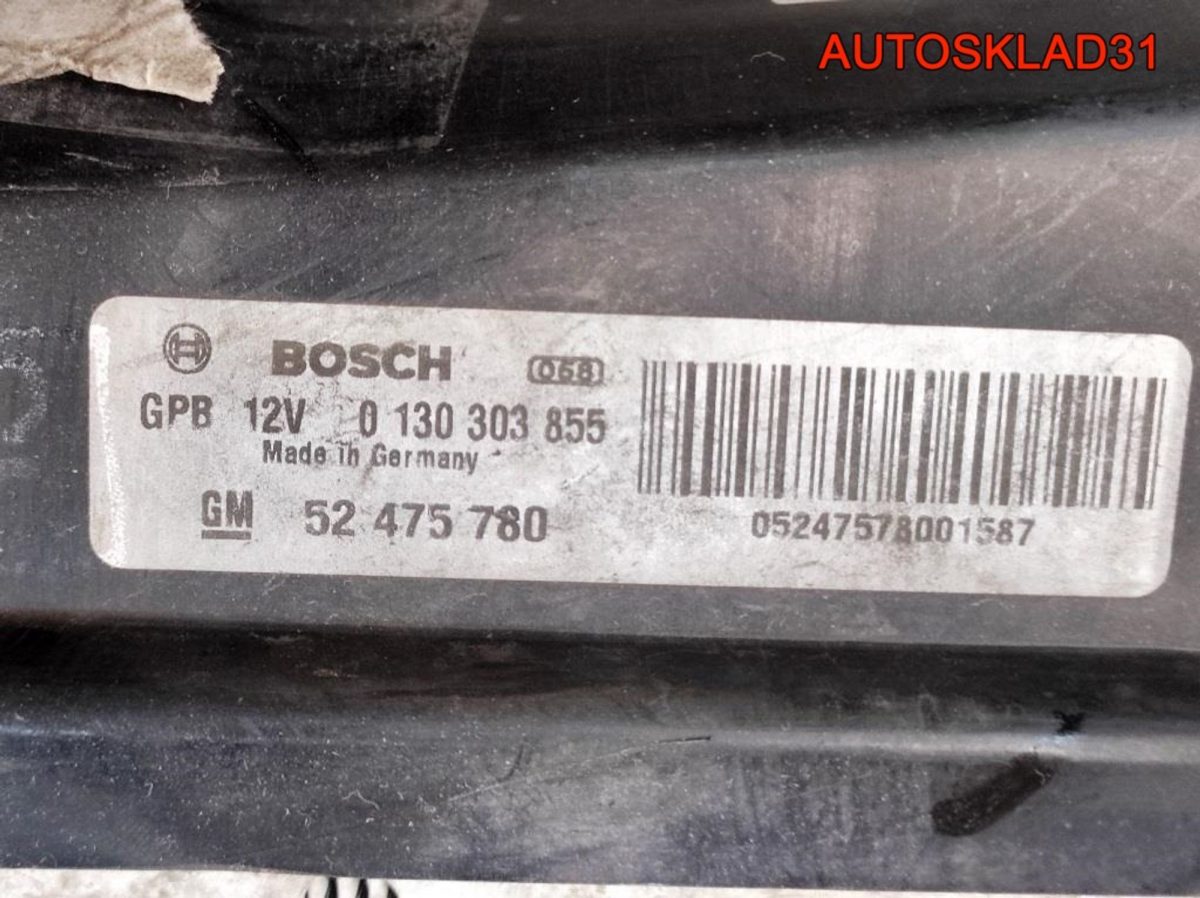 AUTOSKLAD31
BOSCH 068
GPB 12V 0 130 303 855
Made in Germany
GM 52 475 780
05247578001587